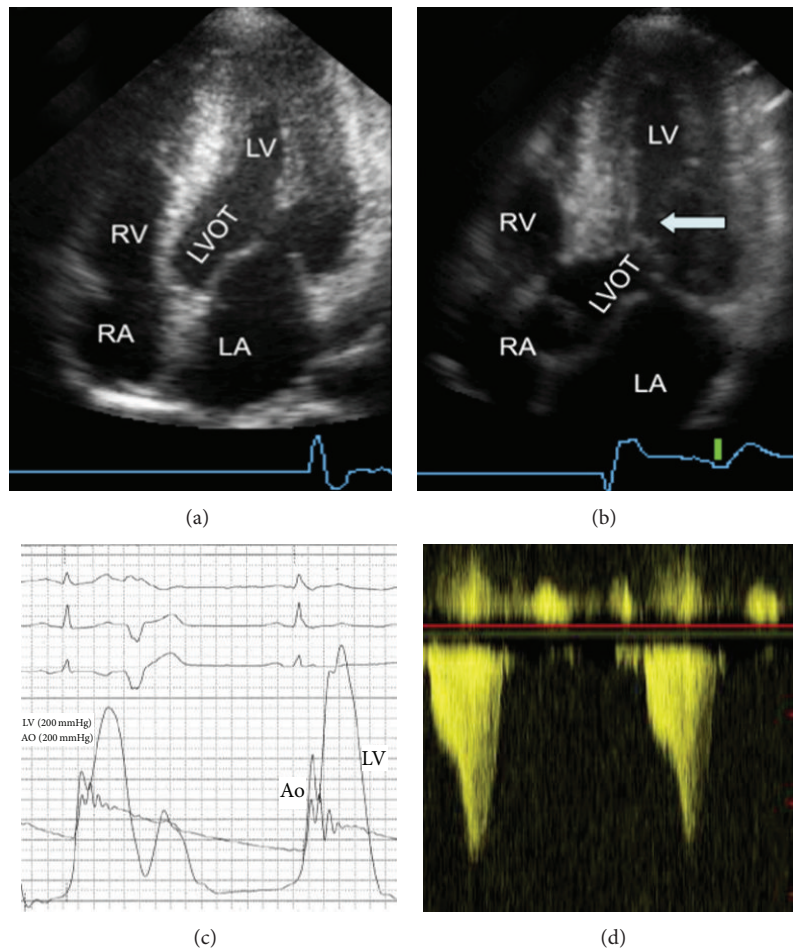 LV
RV
LVOT
RA
LA
(a)
LV
RV
LVOT
RA
LA
(b)
LV (200 mmHg)
AO (200 mmHg)
Ao
LV
(c)
(d)